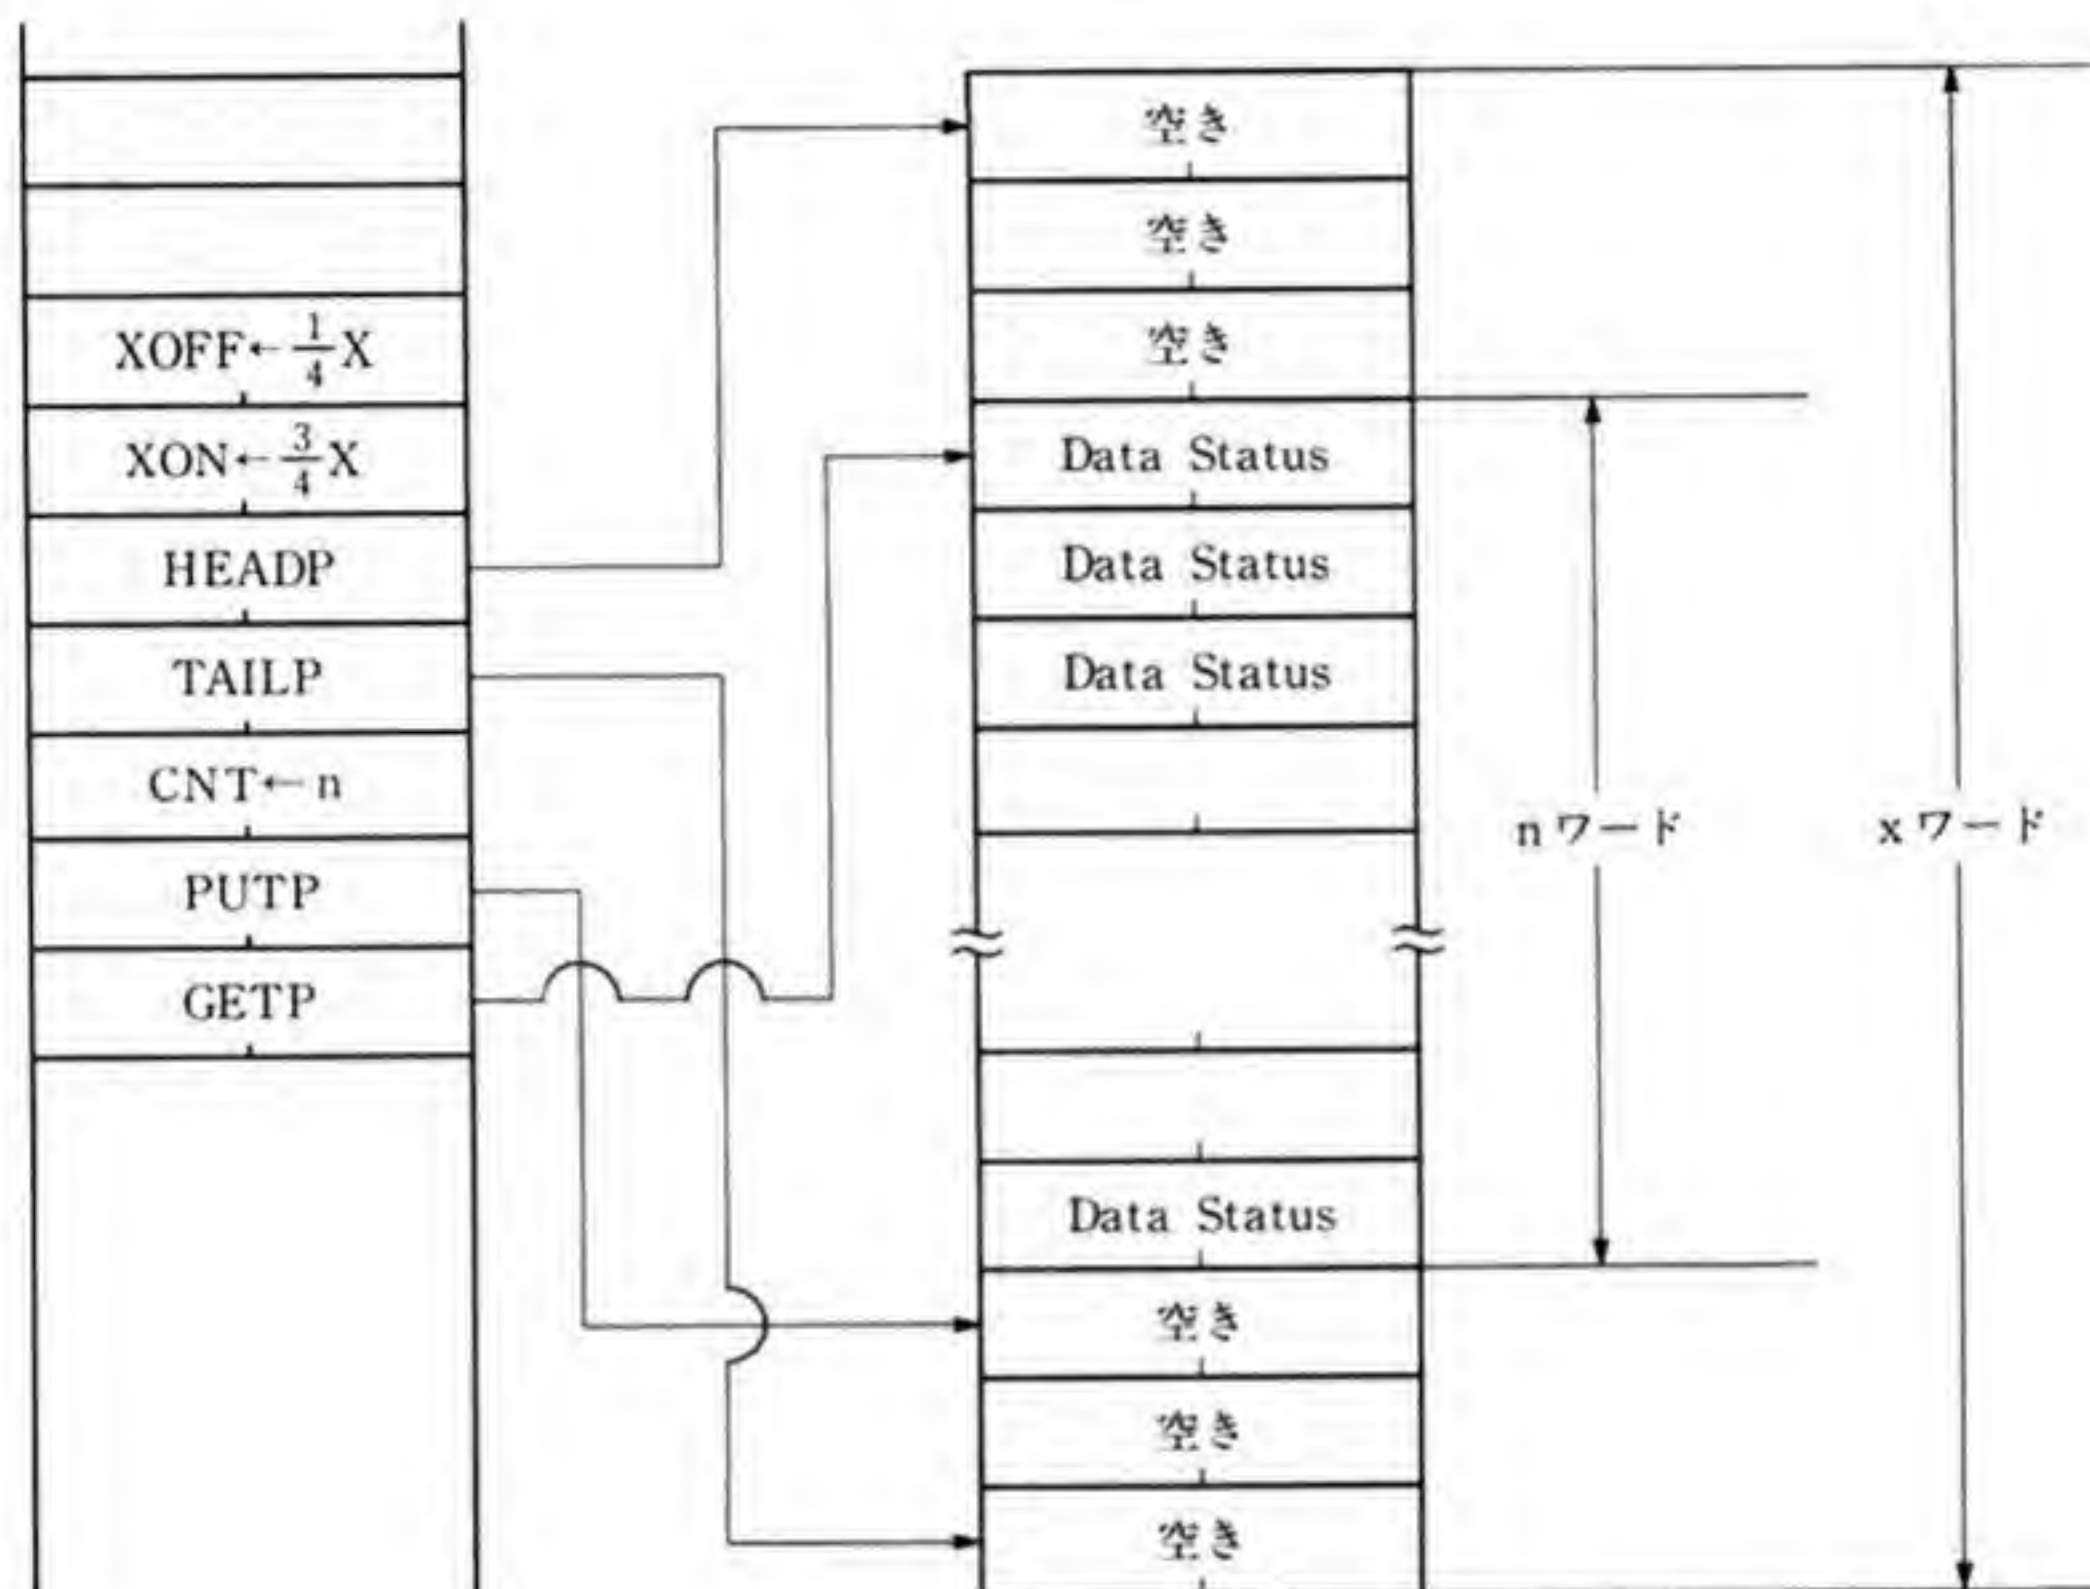 XOFF←1/4X
XON←3/4X
HEADP
TAILP
CNT←n
PUTP
GETP
空き
空き
空き
Data Status
Data Status
Data Status
Data Status
空き
空き
空き
nワード
xワード